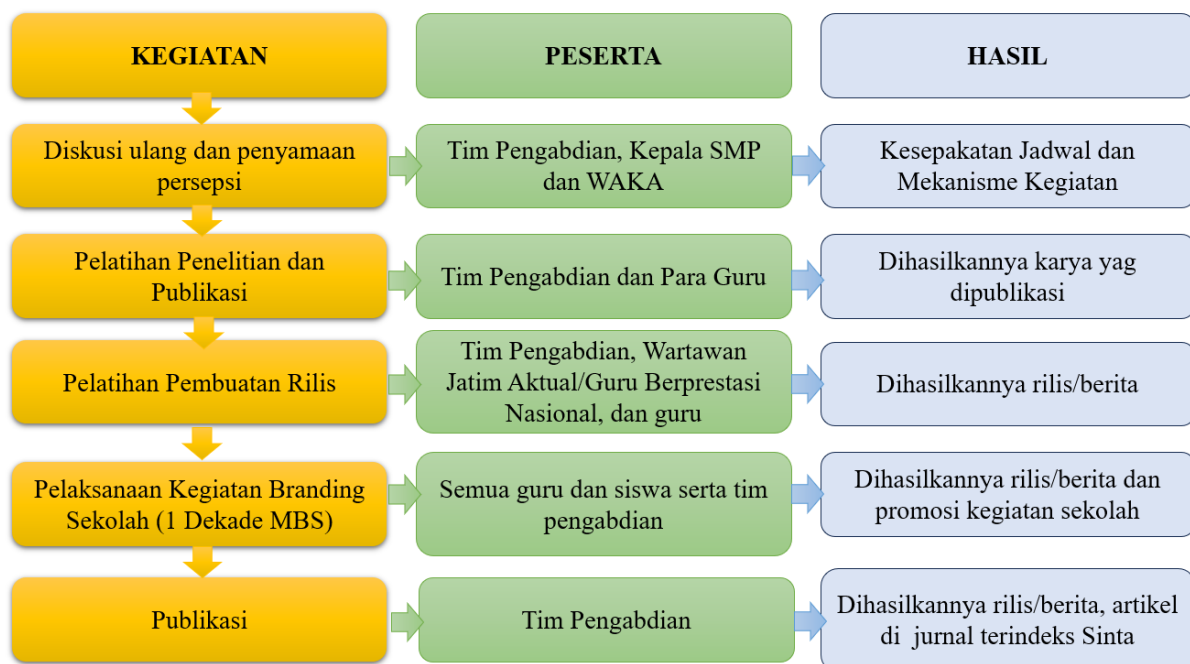 KEGIATAN
PESERTA
HASIL
Diskusi ulang dan penyamaan
persepsi
Tim Pengabdian, Kepala SMP
dan WAKA
Kesepakatan Jadwal dan
Mekanisme Kegiatan
Pelatihan Penelitian dan
Publikasi
Tim Pengabdian dan Para Guru
Dihasilkannya karya yag
dipublikasi
Pelatihan Pembuatan Rilis
Tim Pengabdian, Wartawan
Jatim Aktual/Guru Berprestasi
Nasional, dan guru
Dihasilkannya rilis/berita
Pelaksanaan Kegiatan Branding
Sekolah (1 Dekade MBS)
Semua guru dan siswa serta tim
pengabdian
Dihasilkannya rilis/berita dan
promosi kegiatan sekolah
Publikasi
Tim Pengabdian
Dihasilkannya rilis/berita, artikel
di jurnal terindeks Sinta